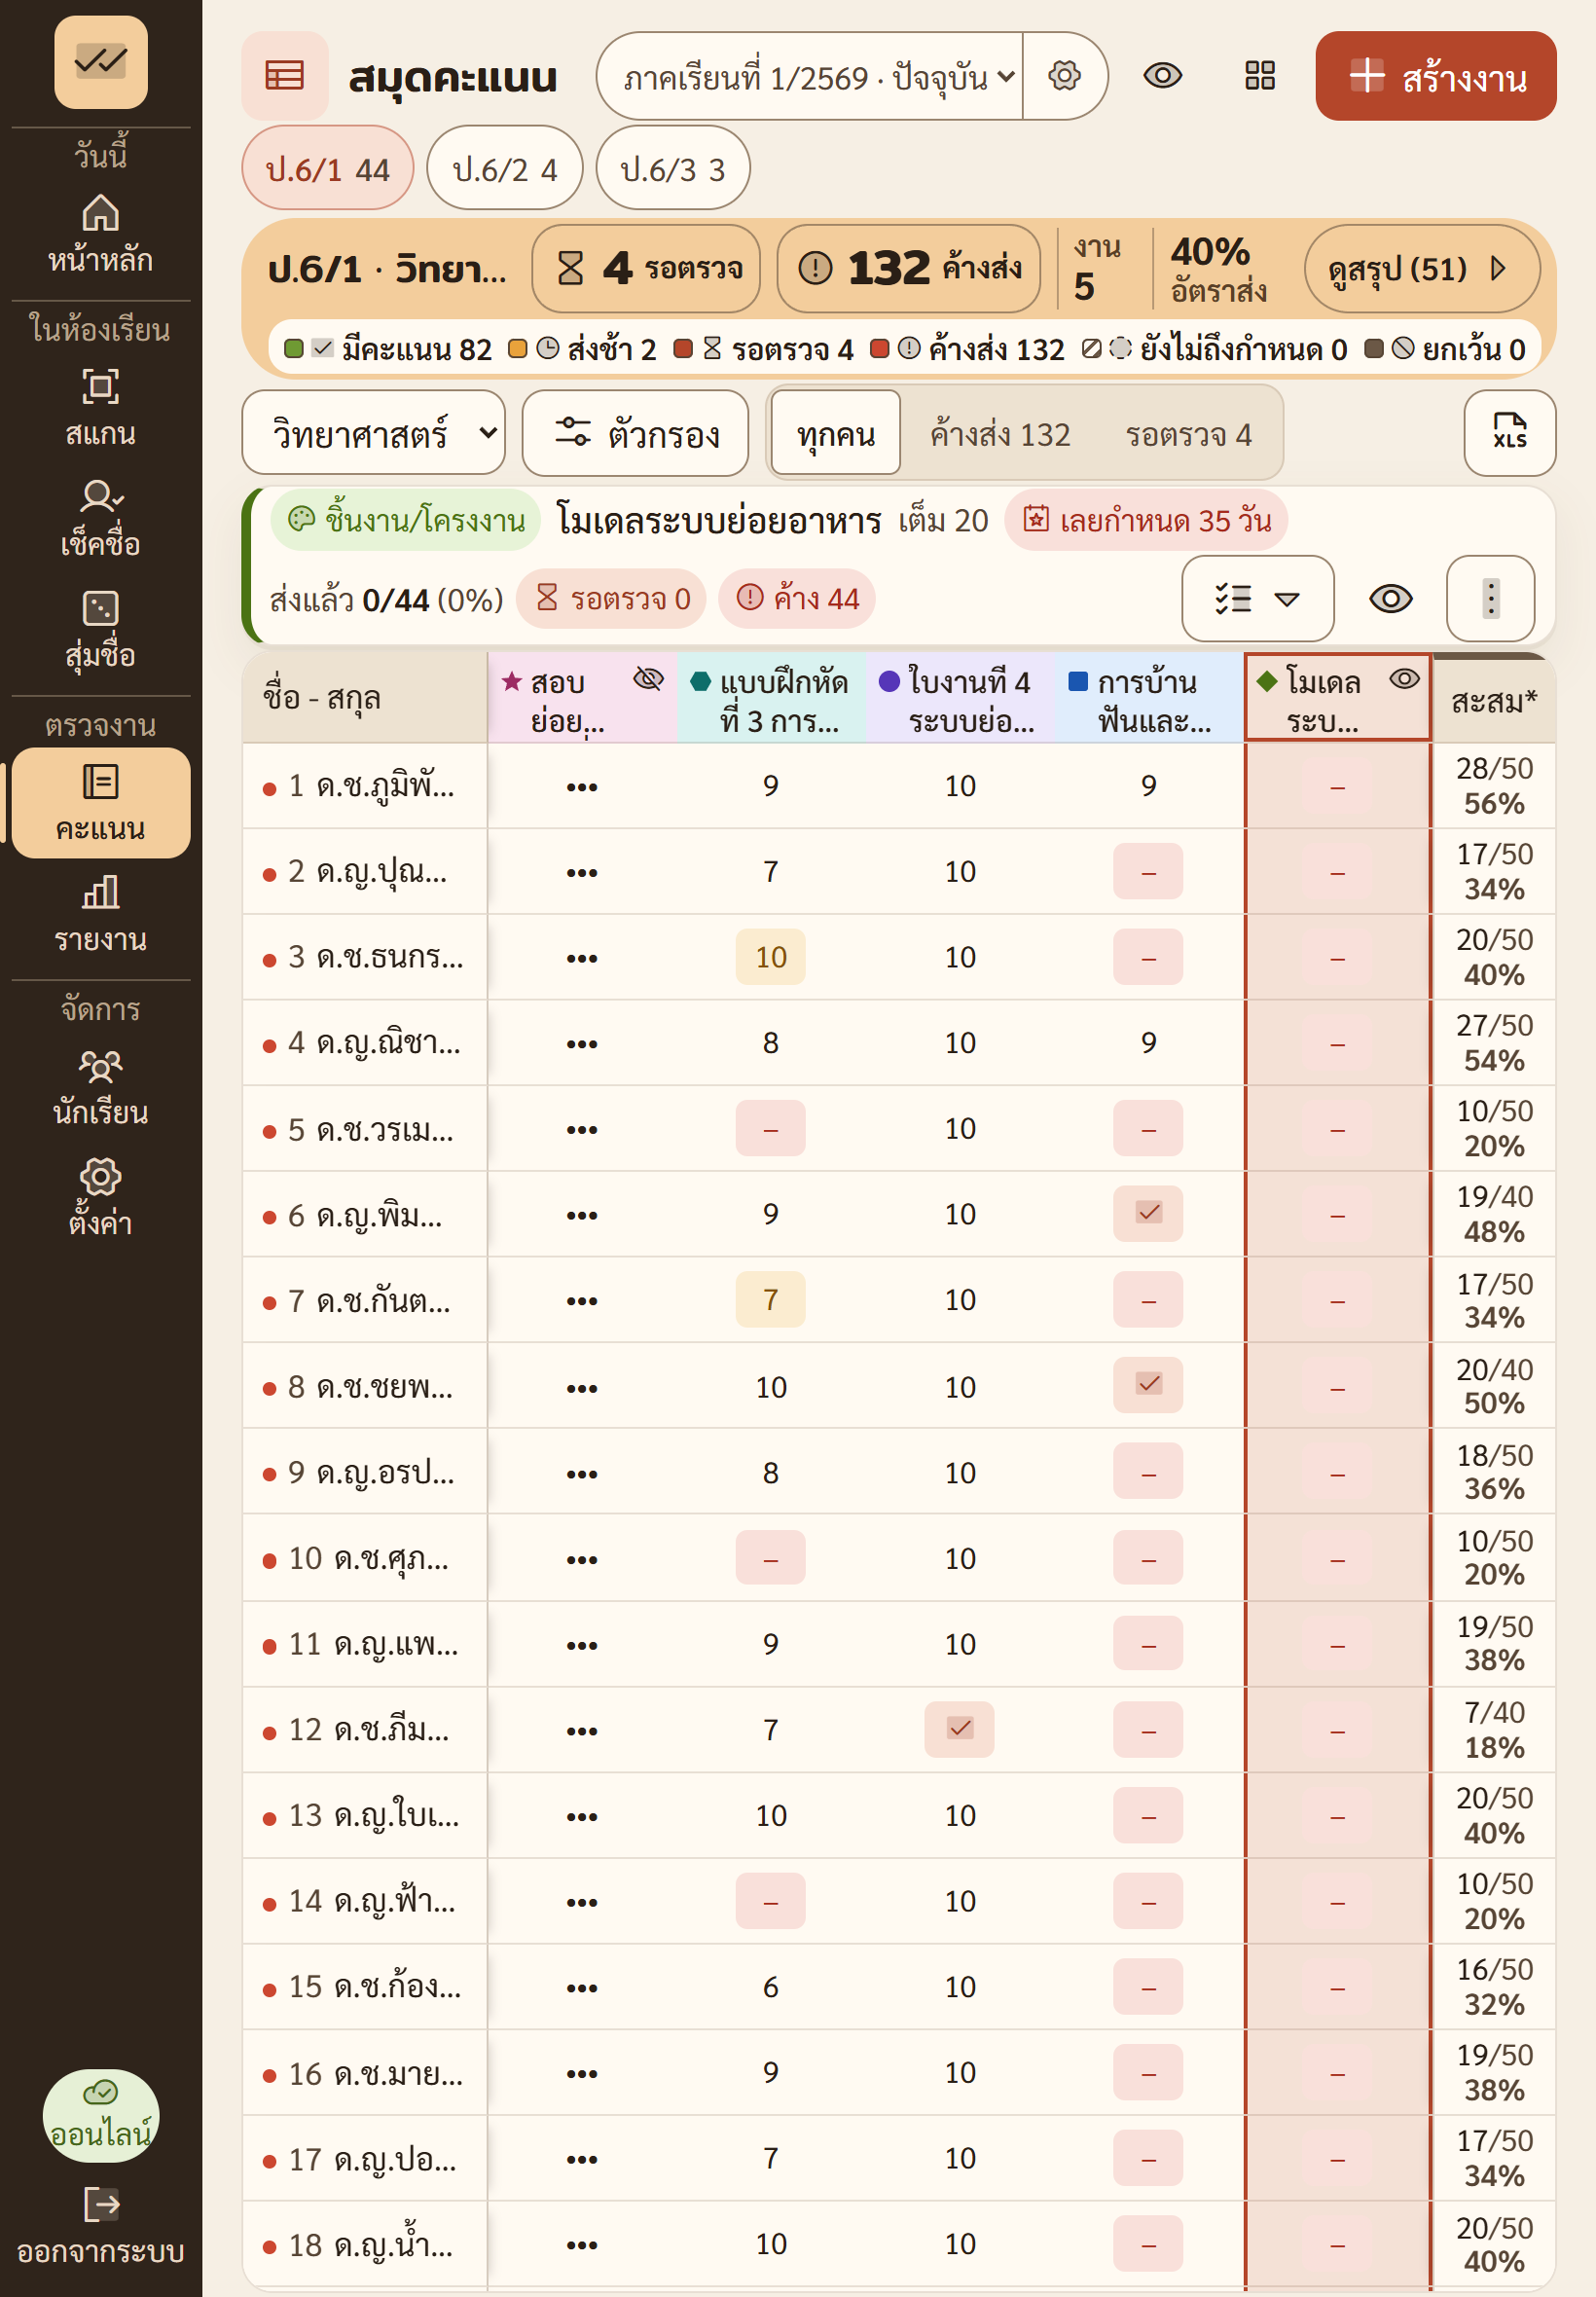 วันนี้
หน้าหลัก
ในห้องเรียน
สแกน
เช็คชื่อ
สุ่มชื่อ
ตรวจงาน
คะแนน
รายงาน
จัดการ
นักเรียน
ตั้งค่า
ออนไลน์
ออกจากระบบ
สมุดคะแนน ภาคเรียนที่ 1/2569 · ปัจจุบัน สร้างงาน
ป.6/1 44 ป.6/2 4 ป.6/3 3
ป.6/1 · วิทยา... 4 รอตรวจ 132 ค้างส่ง งาน 5 40% อัตราส่ง ดูสรุป (51)
มีคะแนน 82 ส่งช้า 2 รอตรวจ 4 ค้างส่ง 132 ยังไม่ถึงกำหนด 0 ยกเว้น 0
วิทยาศาสตร์ ตัวกรอง ทุกคน ค้างส่ง 132 รอตรวจ 4 XLS
ชิ้นงาน/โครงงาน โมเดลระบบย่อยอาหาร เต็ม 20 เลยกำหนด 35 วัน
ส่งแล้ว 0/44 (0%) รอตรวจ 0 ค้าง 44
ชื่อ - สกุล สอบย่อย... แบบฝึกหัดที่ 3 การ... ใบงานที่ 4 ระบบย่อ... การบ้าน ฟันและ... โมเดลระบ... สะสม*
1 ด.ช.ภูมิพั... ••• 9 10 9 – 28/50 56%
2 ด.ญ.ปุณ... ••• 7 10 – – 17/50 34%
3 ด.ช.ธนกร... ••• 10 10 – – 20/50 40%
4 ด.ญ.ณิชา... ••• 8 10 9 – 27/50 54%
5 ด.ช.วรเม... ••• – 10 – – 10/50 20%
6 ด.ญ.พิม... ••• 9 10 – 19/40 48%
7 ด.ช.กันต... ••• 7 10 – – 17/50 34%
8 ด.ช.ชยพ... ••• 10 10 – 20/40 50%
9 ด.ญ.อรป... ••• 8 10 – – 18/50 36%
10 ด.ช.ศุภ... ••• – 10 – – 10/50 20%
11 ด.ญ.แพ... ••• 9 10 – – 19/50 38%
12 ด.ช.ภีม... ••• 7 – – 7/40 18%
13 ด.ญ.ใบเ... ••• 10 10 – – 20/50 40%
14 ด.ญ.ฟ้า... ••• – 10 – – 10/50 20%
15 ด.ช.ก้อง... ••• 6 10 – – 16/50 32%
16 ด.ช.มาย... ••• 9 10 – – 19/50 38%
17 ด.ญ.ปอ... ••• 7 10 – – 17/50 34%
18 ด.ญ.น้ำ... ••• 10 10 – – 20/50 40%